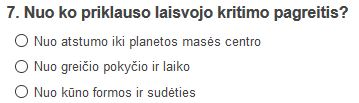 7. Nuo ko priklauso laisvojo kritimo pagreitis?
Nuo atstumo iki planetos masės centro
Nuo greičio pokyčio ir laiko
Nuo kūno formos ir sudėties